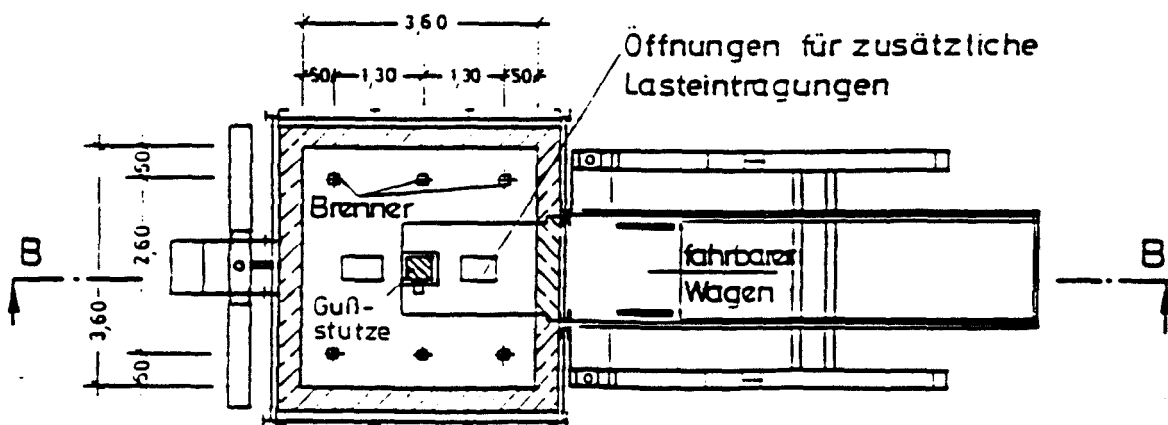 3,60
Öffnungen für zusätzliche
Lasteintragungen
50 1,30 1,30 50
50
2,60
3,60
50
Brenner
B
B
fahrbarer
Wagen
Guß-
stutze